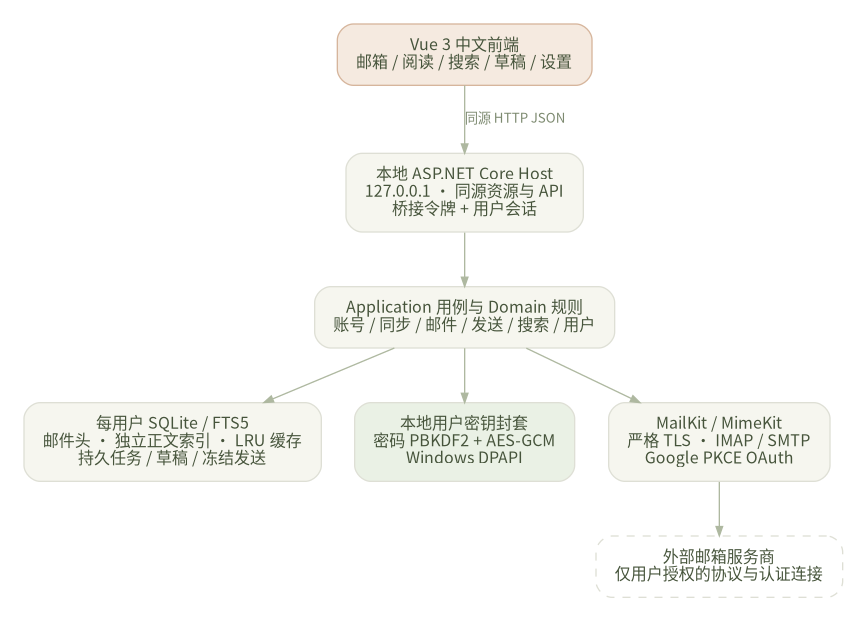 Vue 3 中文前端
邮箱 / 阅读 / 搜索 / 草稿 / 设置
同源 HTTP JSON
本地 ASP.NET Core Host
127.0.0.1 · 同源资源与 API
桥接令牌 + 用户会话
Application 用例与 Domain 规则
账号 / 同步 / 邮件 / 发送 / 搜索 / 用户
每用户 SQLite / FTS5
邮件头 · 独立正文索引 · LRU 缓存
持久任务 / 草稿 / 冻结发送
本地用户密钥封套
密码 PBKDF2 + AES-GCM
Windows DPAPI
MailKit / MimeKit
严格 TLS · IMAP / SMTP
Google PKCE OAuth
外部邮箱服务商
仅用户授权的协议与认证连接